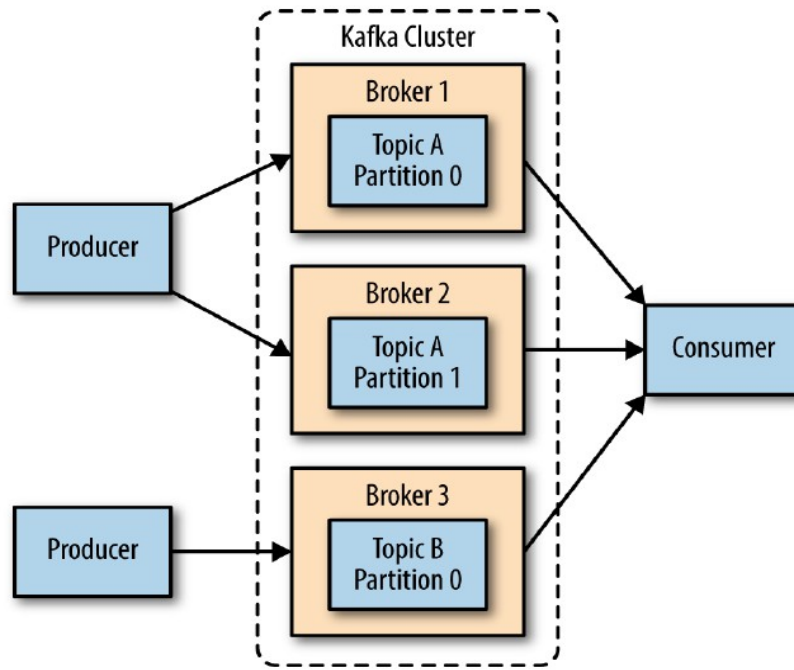 Kafka Cluster
Broker 1
Topic A
Partition 0
Producer
Broker 2
Topic A
Partition 1
Consumer
Broker 3
Topic B
Partition 0
Producer